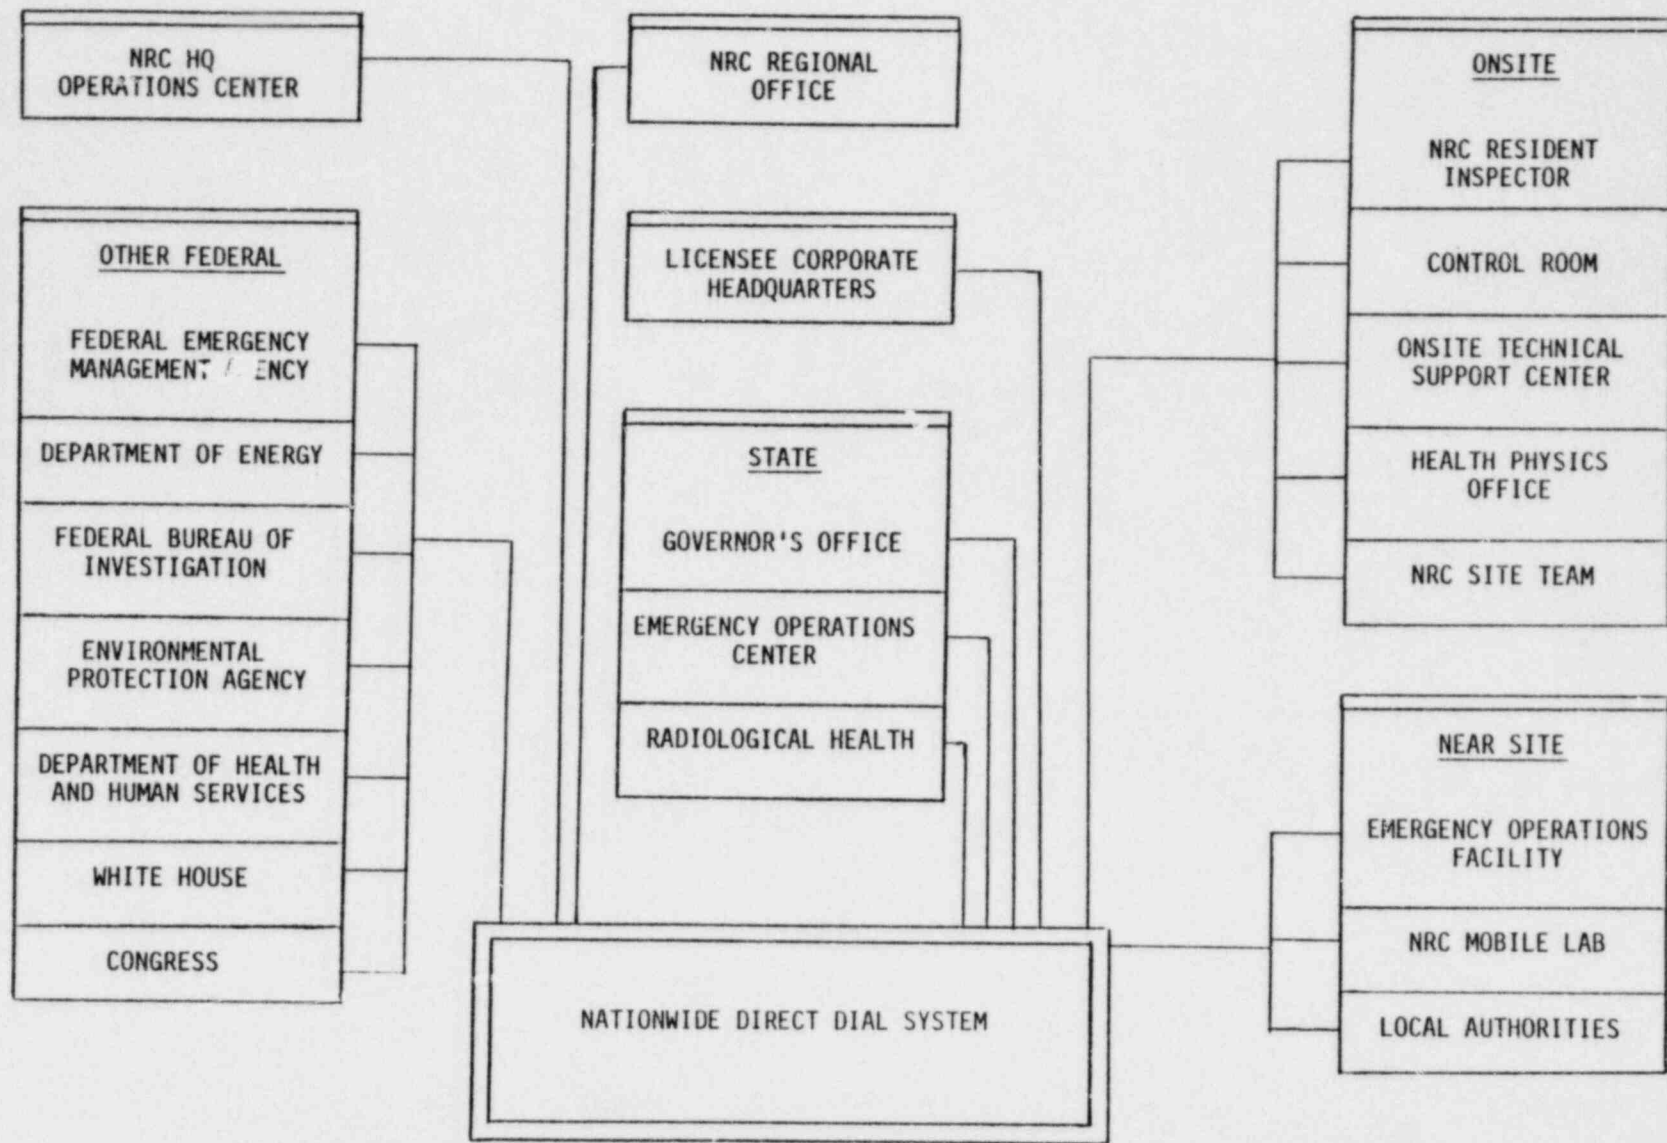 NRC HQ
OPERATIONS CENTER
NRC REGIONAL
OFFICE
LICENSEE CORPORATE
HEADQUARTERS
OTHER FEDERAL
FEDERAL EMERGENCY
MANAGEMENT ENCY
DEPARTMENT OF ENERGY
FEDERAL BUREAU OF
INVESTIGATION
ENVIRONMENTAL
PROTECTION AGENCY
DEPARTMENT OF HEALTH
AND HUMAN SERVICES
WHITE HOUSE
CONGRESS
STATE
GOVERNOR'S OFFICE
EMERGENCY OPERATIONS
CENTER
RADIOLOGICAL HEALTH
NATIONWIDE DIRECT DIAL SYSTEM
ONSITE
NRC RESIDENT
INSPECTOR
CONTROL ROOM
ONSITE TECHNICAL
SUPPORT CENTER
HEALTH PHYSICS
OFFICE
NRC SITE TEAM
NEAR SITE
EMERGENCY OPERATIONS
FACILITY
NRC MOBILE LAB
LOCAL AUTHORITIES